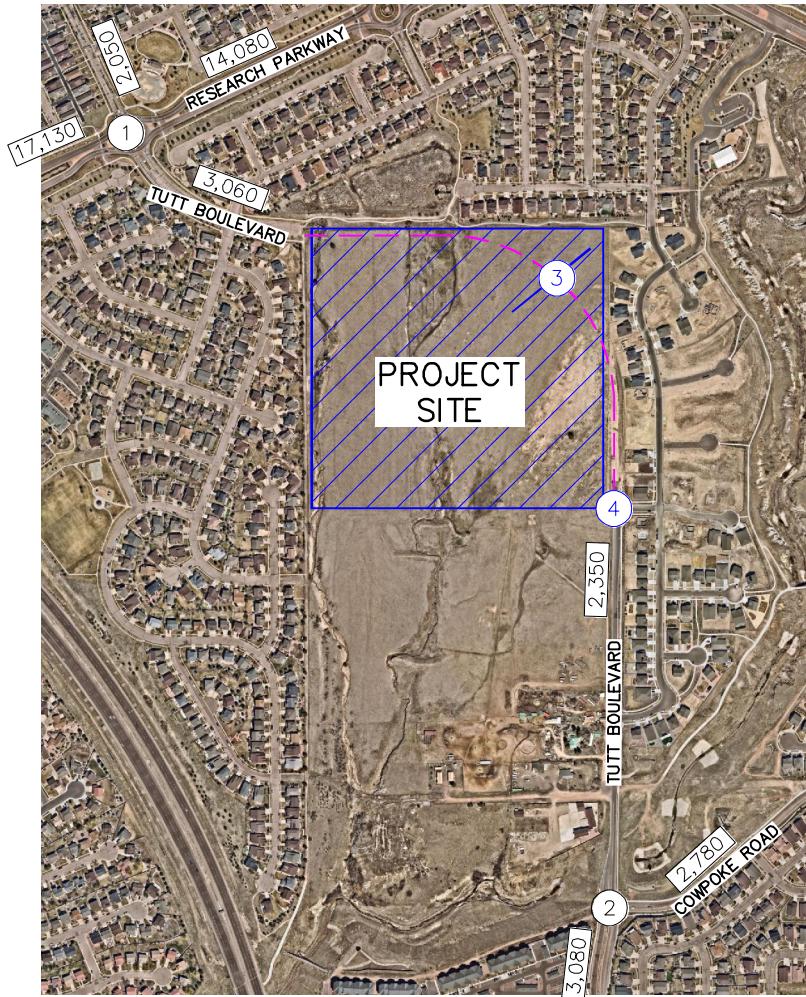 2,050
14,080
RESEARCH PARKWAY
17,130
1
3,060
TUTT BOULEVARD
3
PROJECT
SITE
4
2,350
TUTT BOULEVARD
2,780
COWPOKE ROAD
2
3,080